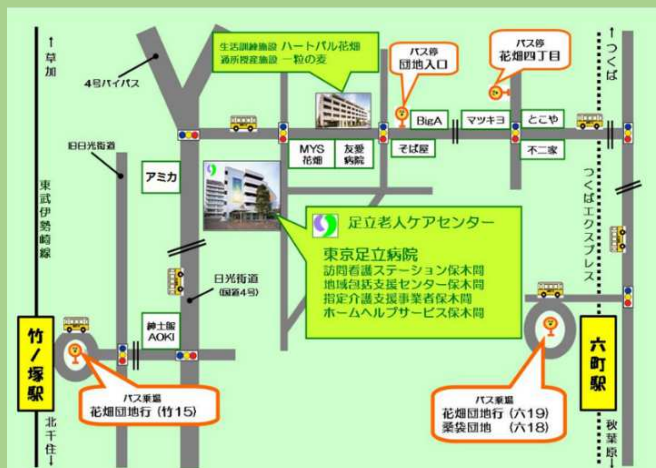 ↑草加
4号バイパス
生活訓練施設 ハートパル花畑
通所授産施設 一粒の麦
バス停
団地入口
バス停
花畑四丁目
↑つくば
旧日光街道
アミカ
MYS
花畑
友愛
病院
そば屋
BigA
マツキヨ
とこや
不二家
東武伊勢崎線
つくばエクスプレス
足立老人ケアセンター
東京足立病院
訪問看護ステーション保木間
地域包括支援センター保木間
指定介護支援事業者保木間
ホームヘルプサービス保木間
日光街道
(国道4号)
紳士服
AOKI
竹ノ塚駅
六町駅
バス乗場
花畑団地行(竹15)
バス乗場
花畑団地行(六19)
桑袋団地 (六18)
北千住↓
秋葉原↓